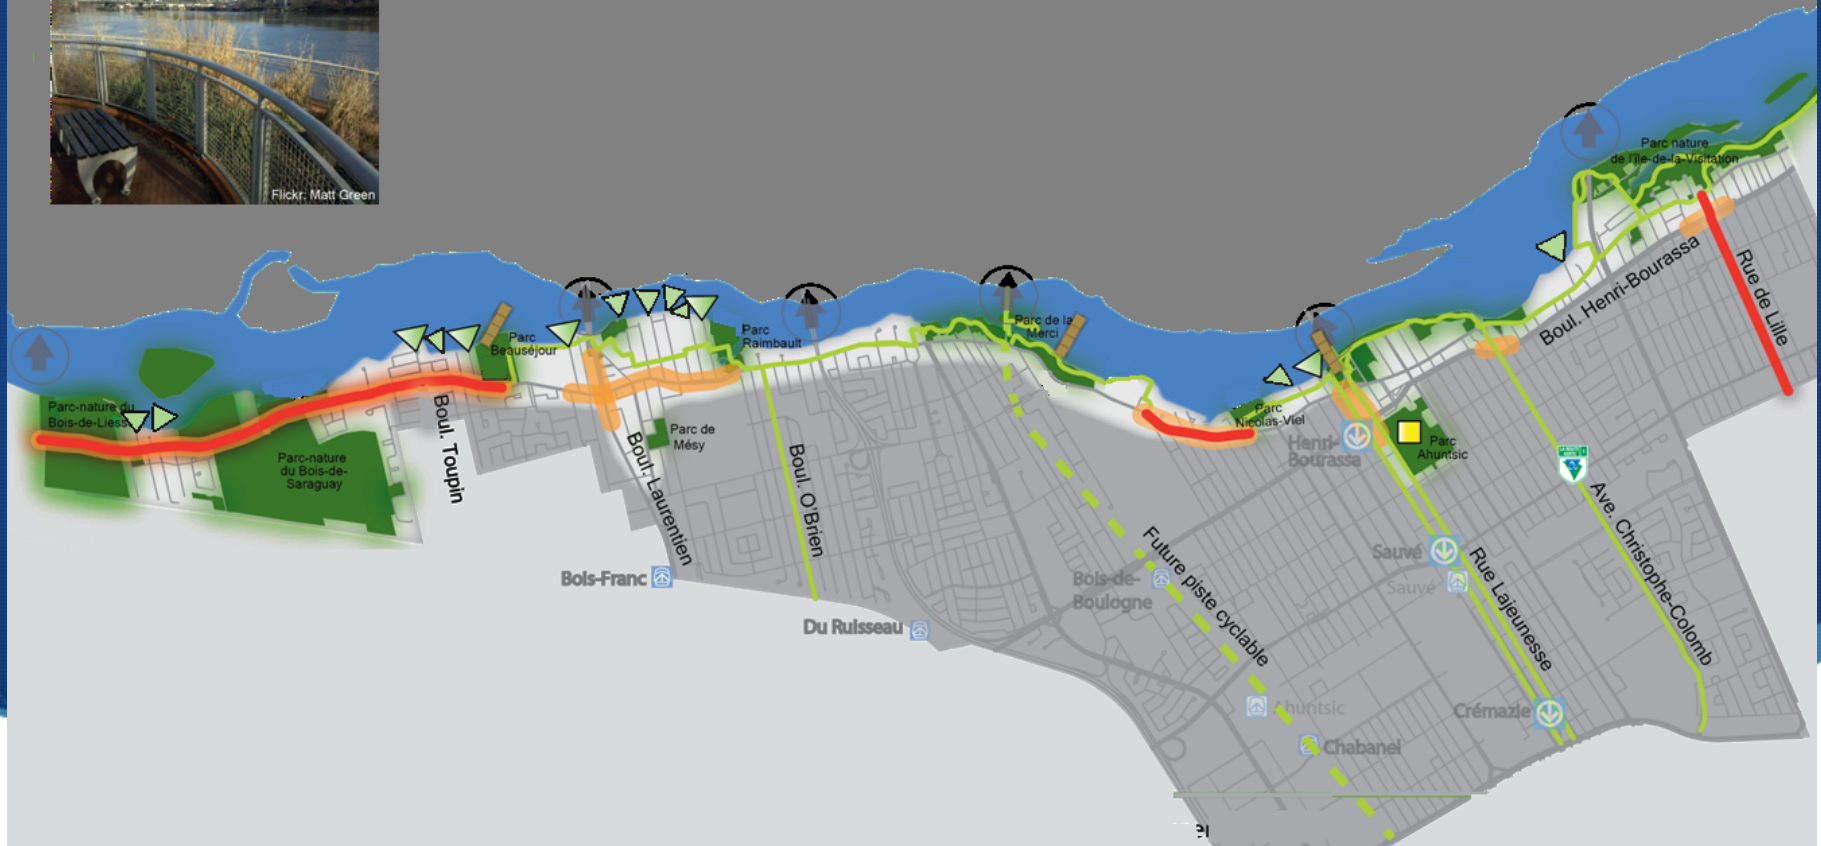 Flickr: Matt Green
Parc nature
de l'île-de-la-Visitation
Boul. Henri-Bourassa
Rue de Lille
Parc de la
Merci
Parc
Raimbault
Parc
Beauséjour
Parc-nature du
Bois-de-Liess
Parc-nature
du Bois-de-
Saraguay
Boul. Toupin
Parc de
Mésy
Boul. Laurentien
Boul. O'Brien
Parc
Nicolas-Viel
Henri-
Bourassa
Parc
Ahuntsic
Ave. Christophe-Colomb
Rue Lajeunesse
Sauvé
Sauvé
Future piste cyclable
Bois-de-
Boulogne
Bois-Franc
Du Ruisseau
Ahuntsic
Crémazie
Chabanel